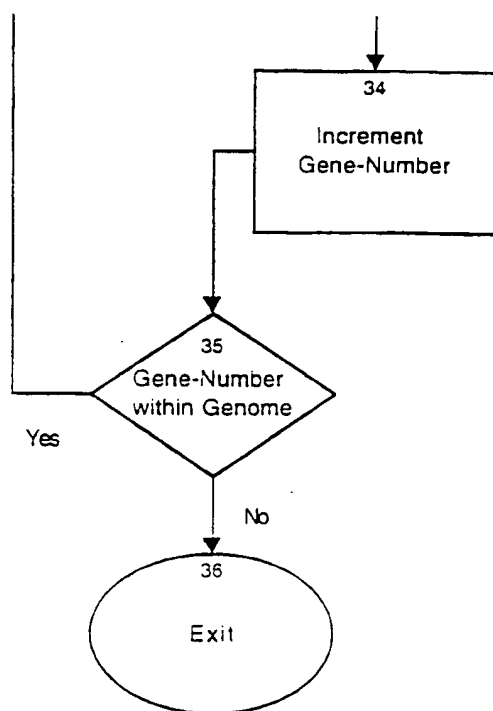 34
Increment
Gene-Number
35
Gene-Number
within Genome
Yes
No
36
Exit